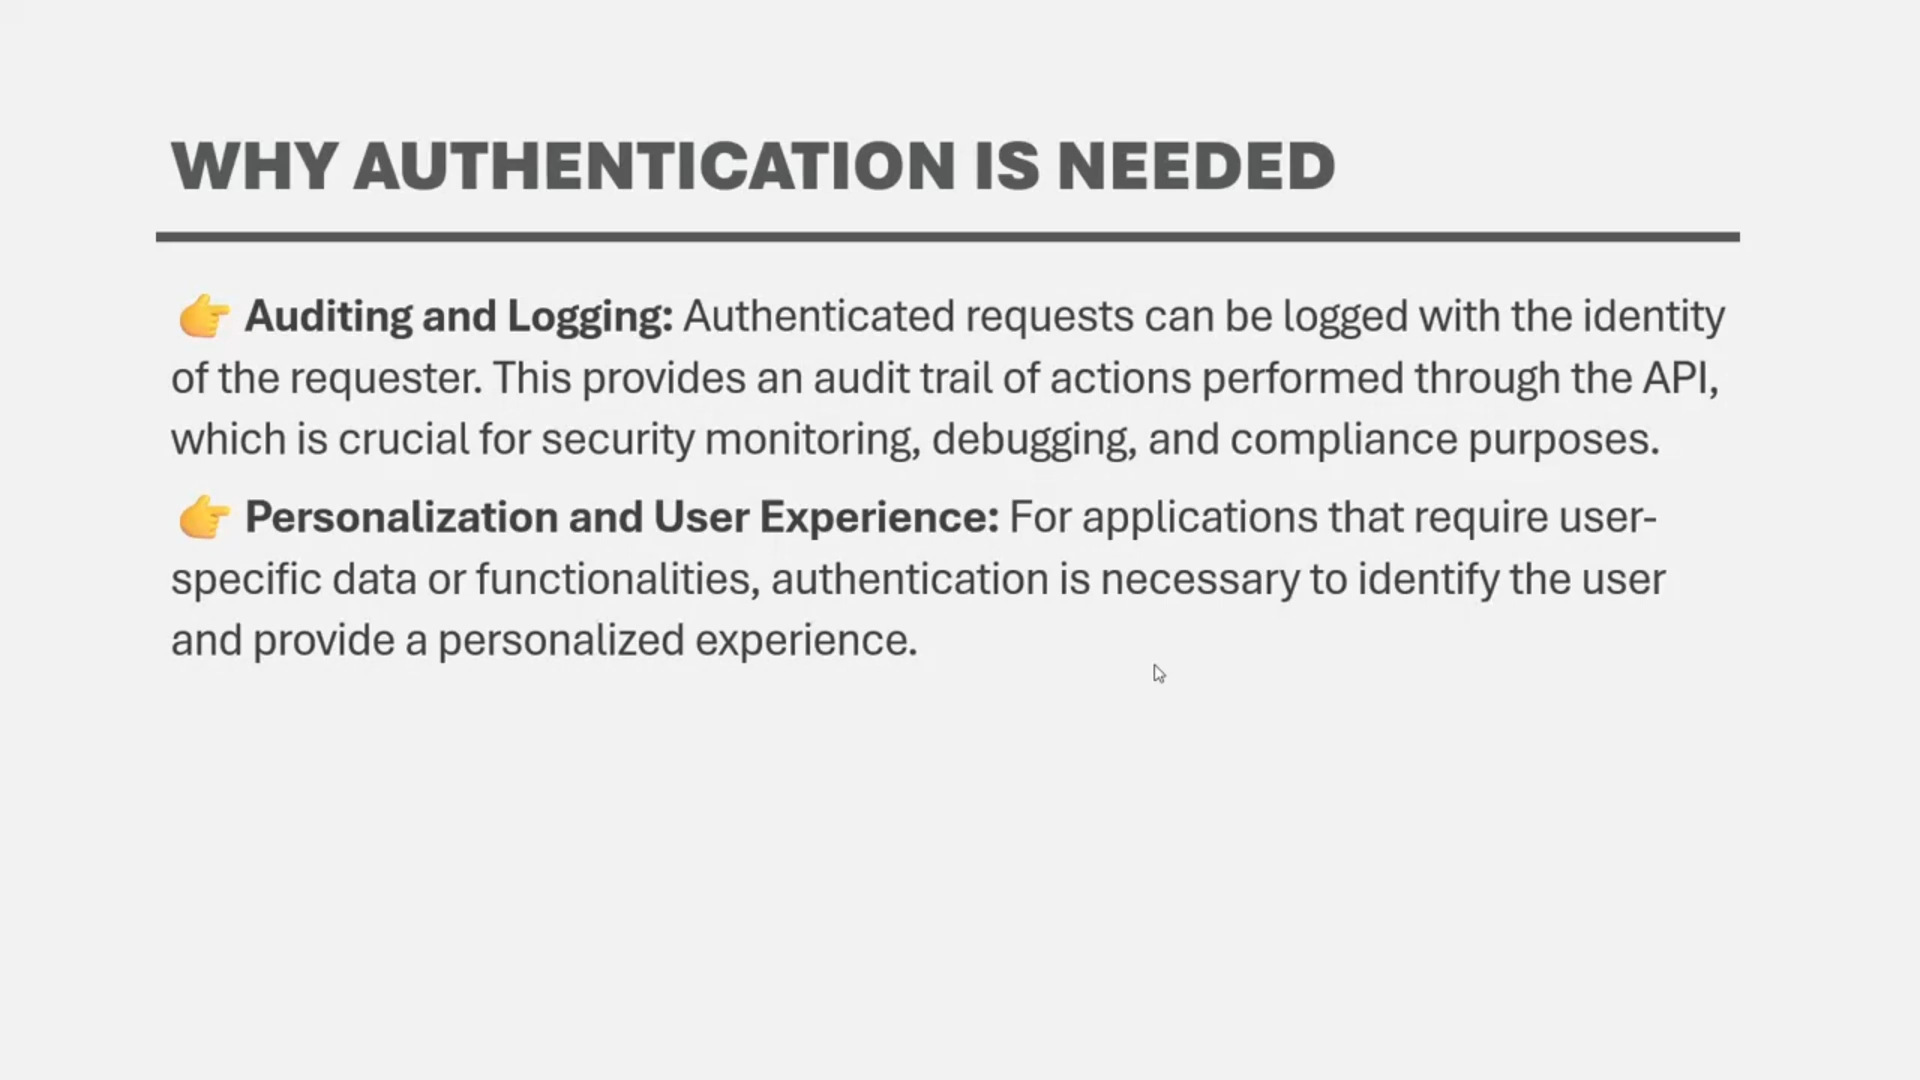 WHY AUTHENTICATION IS NEEDED
👉 Auditing and Logging: Authenticated requests can be logged with the identity
of the requester. This provides an audit trail of actions performed through the API,
which is crucial for security monitoring, debugging, and compliance purposes.
👉 Personalization and User Experience: For applications that require user-
specific data or functionalities, authentication is necessary to identify the user
and provide a personalized experience.